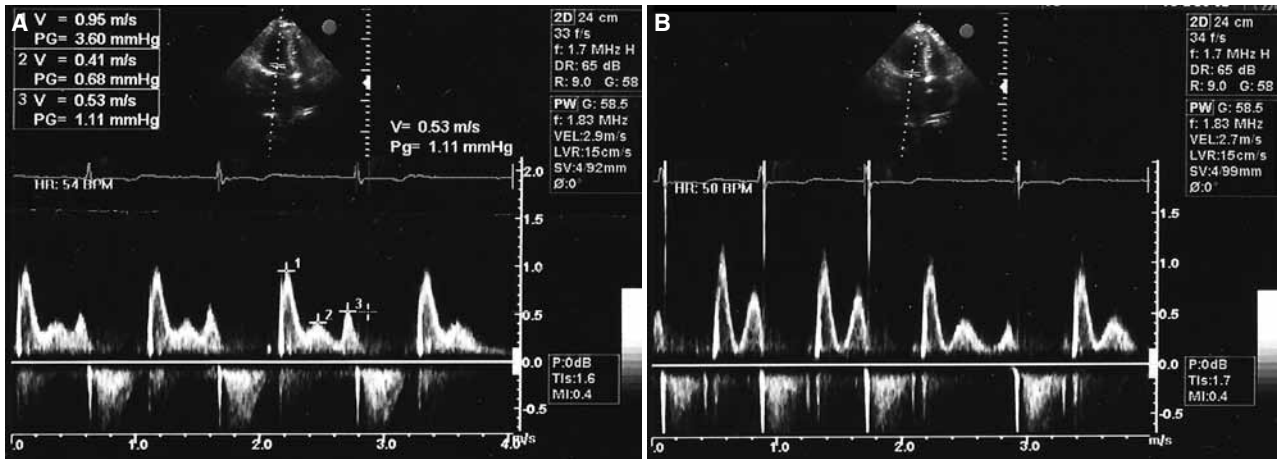 A
1 V = 0.95 m/s
PG= 3.60 mmHg
2 V = 0.41 m/s
PG= 0.68 mmHg
3 V = 0.53 m/s
PG= 1.11 mmHg
V= 0.53 m/s
Pg= 1.11 mmHg
2D 24 cm
33 f/s
f: 1.7 MHz H
DR: 65 dB
R: 9.0 G: 58
PW G: 58.5
f: 1.83 MHz
VEL:2.9m/s
LVR:15cm/s
SV:4/92mm
Ø:0°
HR: 54 BPM
2.0
1.5
1.0
0.5
0.0
-0.5
1
2
3
P:0dB
TIs:1.6
MI:0.4
.0 1.0 2.0 3.0 4.0
m/s
B
2D 24 cm
34 f/s
f: 1.7 MHz H
DR: 65 dB
R: 9.0 G: 58
PW G: 58.5
f: 1.83 MHz
VEL:2.7m/s
LVR:15cm/s
SV:4/99mm
Ø:0°
HR: 50 BPM
1.5
1.0
0.5
0.0
-0.5
P:0dB
TIs:1.7
MI:0.4
.0 1.0 2.0 3.0
m/s